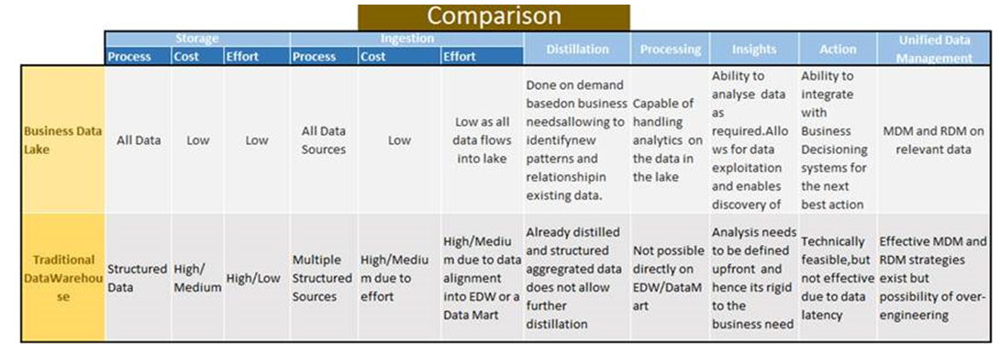 Comparison
Storage
Ingestion
Distillation
Processing
Insights
Action
Unified Data
Management
Process
Cost
Effort
Process
Cost
Effort
Business Data
Lake
All Data
Low
Low
All Data
Sources
Low
Low as all
data flows
into lake
Done on demand
basedon business
needsallowing to
identifynew
patterns and
relationshipin
existing data.
Capable of
handling
analytics on
the data in
the lake
Ability to
analyse data
as
required.Allo
ws for data
exploitation
and enables
discovery of
Ability to
integrate
with
Business
Decisioning
systems for
the next
best action
MDM and RDM on
relevant data
Traditional
DataWarehou
se
Structured
Data
High/
Medium
High/Low
Multiple
Structured
Sources
High/Mediu
m due to
effort
High/Mediu
m due to data
alignment
into EDW or a
Data Mart
Already distilled
and structured
aggregrated data
does not allow
further
distillation
Not possible
directly on
EDW/DataM
art
Analysis needs
to be defined
upfront and
hence its rigid
to the
business need
Technically
feasible,but
not effective
due to data
latency
Effective MDM and
RDM strategies
exist but
possibility of over-
engineering